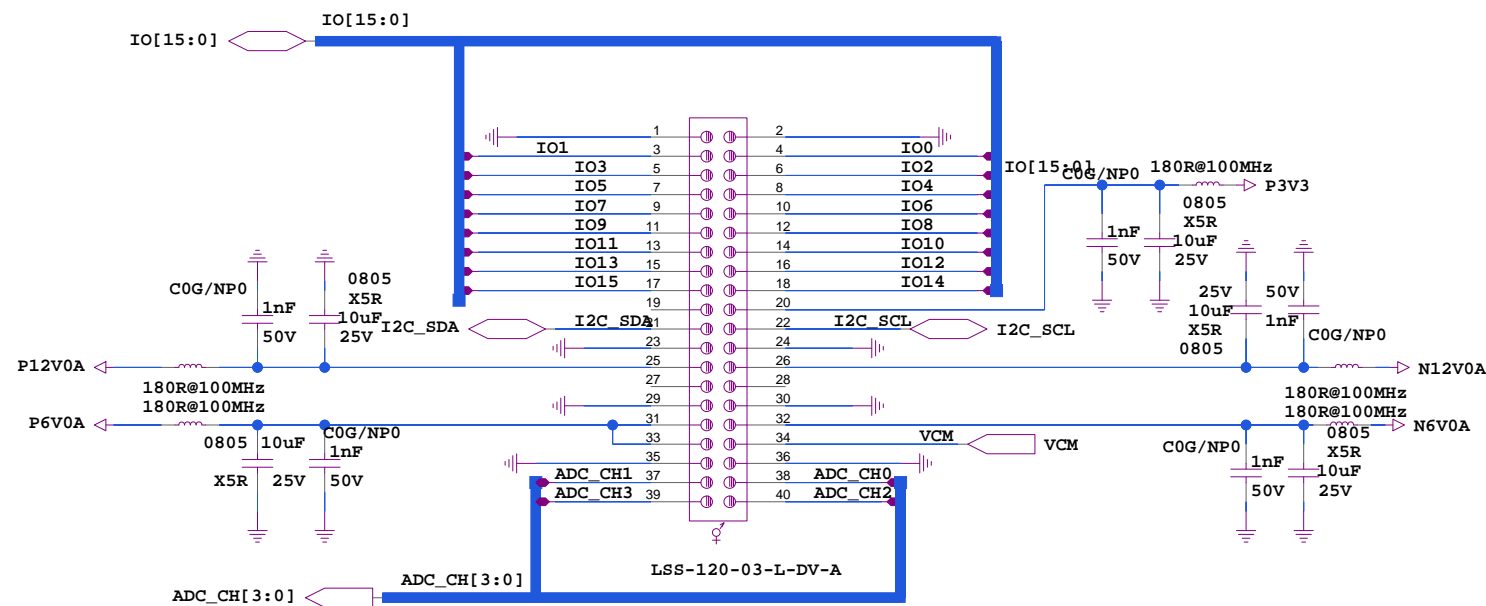 IO[15:0]
IO[15:0]
1 2
IO1 3 4 IO0
IO3 5 6 IO2 IO[15:0] C0G/NP0 180R@100MHz
IO5 7 8 IO4 P3V3
0805
IO7 9 10 IO6 X5R
IO9 11 12 IO8 1nF 10uF
IO11 13 14 IO10 50V 25V
IO13 15 16 IO12
0805
C0G/NP0 X5R
IO15 17 18 IO14 25V 50V
1nF 10uF 19 20 10uF 1nF
50V 25V I2C_SDA I2C_SDA 21 22 I2C_SCL I2C_SCL X5R C0G/NP0
23 24 0805
P12V0A 25 26 N12V0A
180R@100MHz 27 28 180R@100MHz
180R@100MHz 29 30 180R@100MHz
P6V0A 31 32 N6V0A
0805 10uF C0G/NP0 33 34 VCM VCM C0G/NP0 0805
1nF 35 36 1nF X5R
X5R 25V 50V ADC_CH1 37 38 ADC_CH0 10uF
50V 25V
ADC_CH3 39 40 ADC_CH2
LSS-120-03-L-DV-A
ADC_CH[3:0]
ADC_CH[3:0]